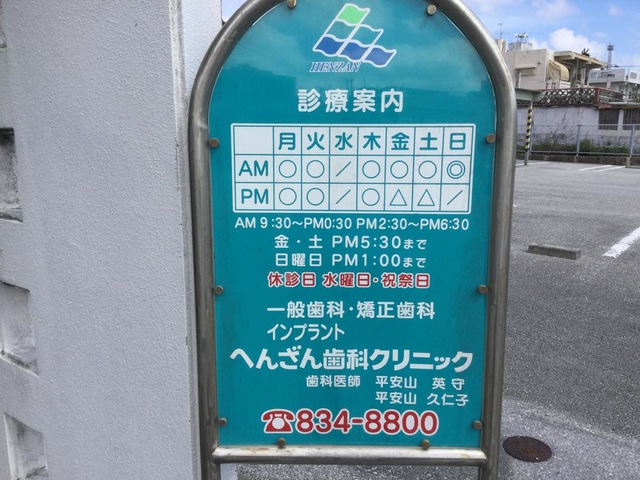 HENZAN
診療案内
月 火 水 木 金 土 日
AM ○ ○ / ○ ○ ○ ◎
PM ○ ○ / ○ △ △ /
AM 9:30～PM0:30 PM2:30～PM6:30
金・土 PM5:30まで
日曜日 PM1:00まで
休診日 水曜日・祝祭日
一般歯科・矯正歯科
インプラント
へんざん歯科クリニック
歯科医師 平安山 英守
平安山 久仁子
☎834-8800